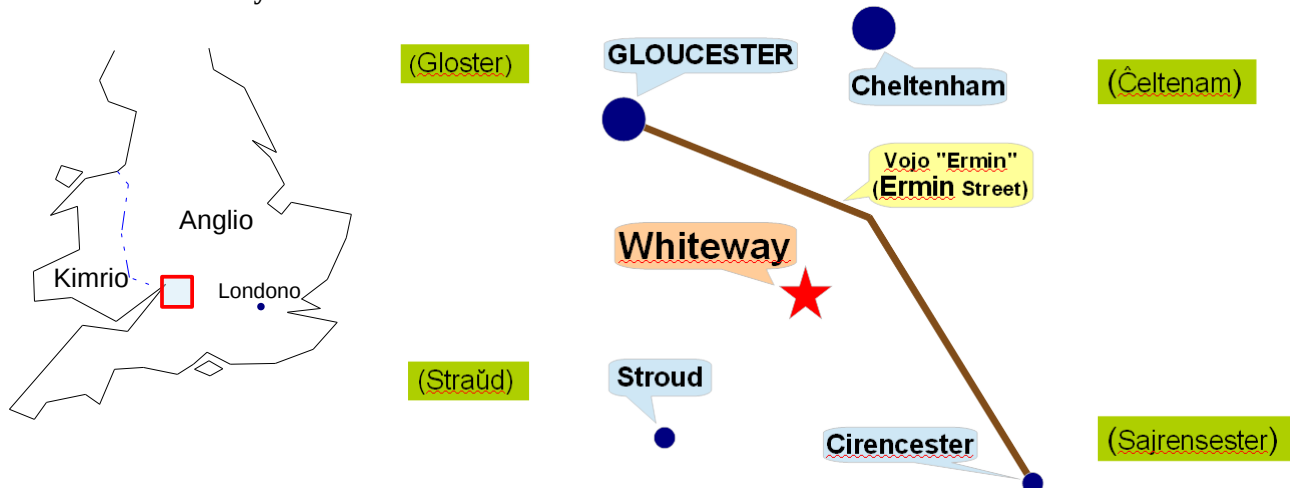 (Gloster)
GLOUCESTER
Cheltenham
(Ĉeltenam)
Vojo "Ermin"
(Ermin Street)
Anglio
Whiteway
Kimrio
Londono
(Straŭd)
Stroud
Cirencester
(Sajrensester)